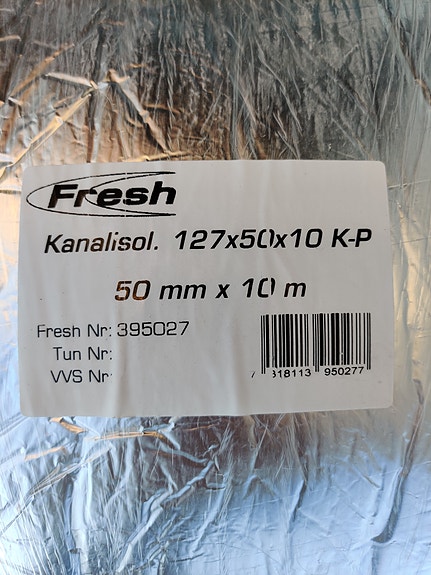 Fresh
Kanalisol. 127x50x10 K-P
50 mm x 10 m
Fresh Nr: 395027
Tun Nr:
VVS Nr:
7 318113 950277